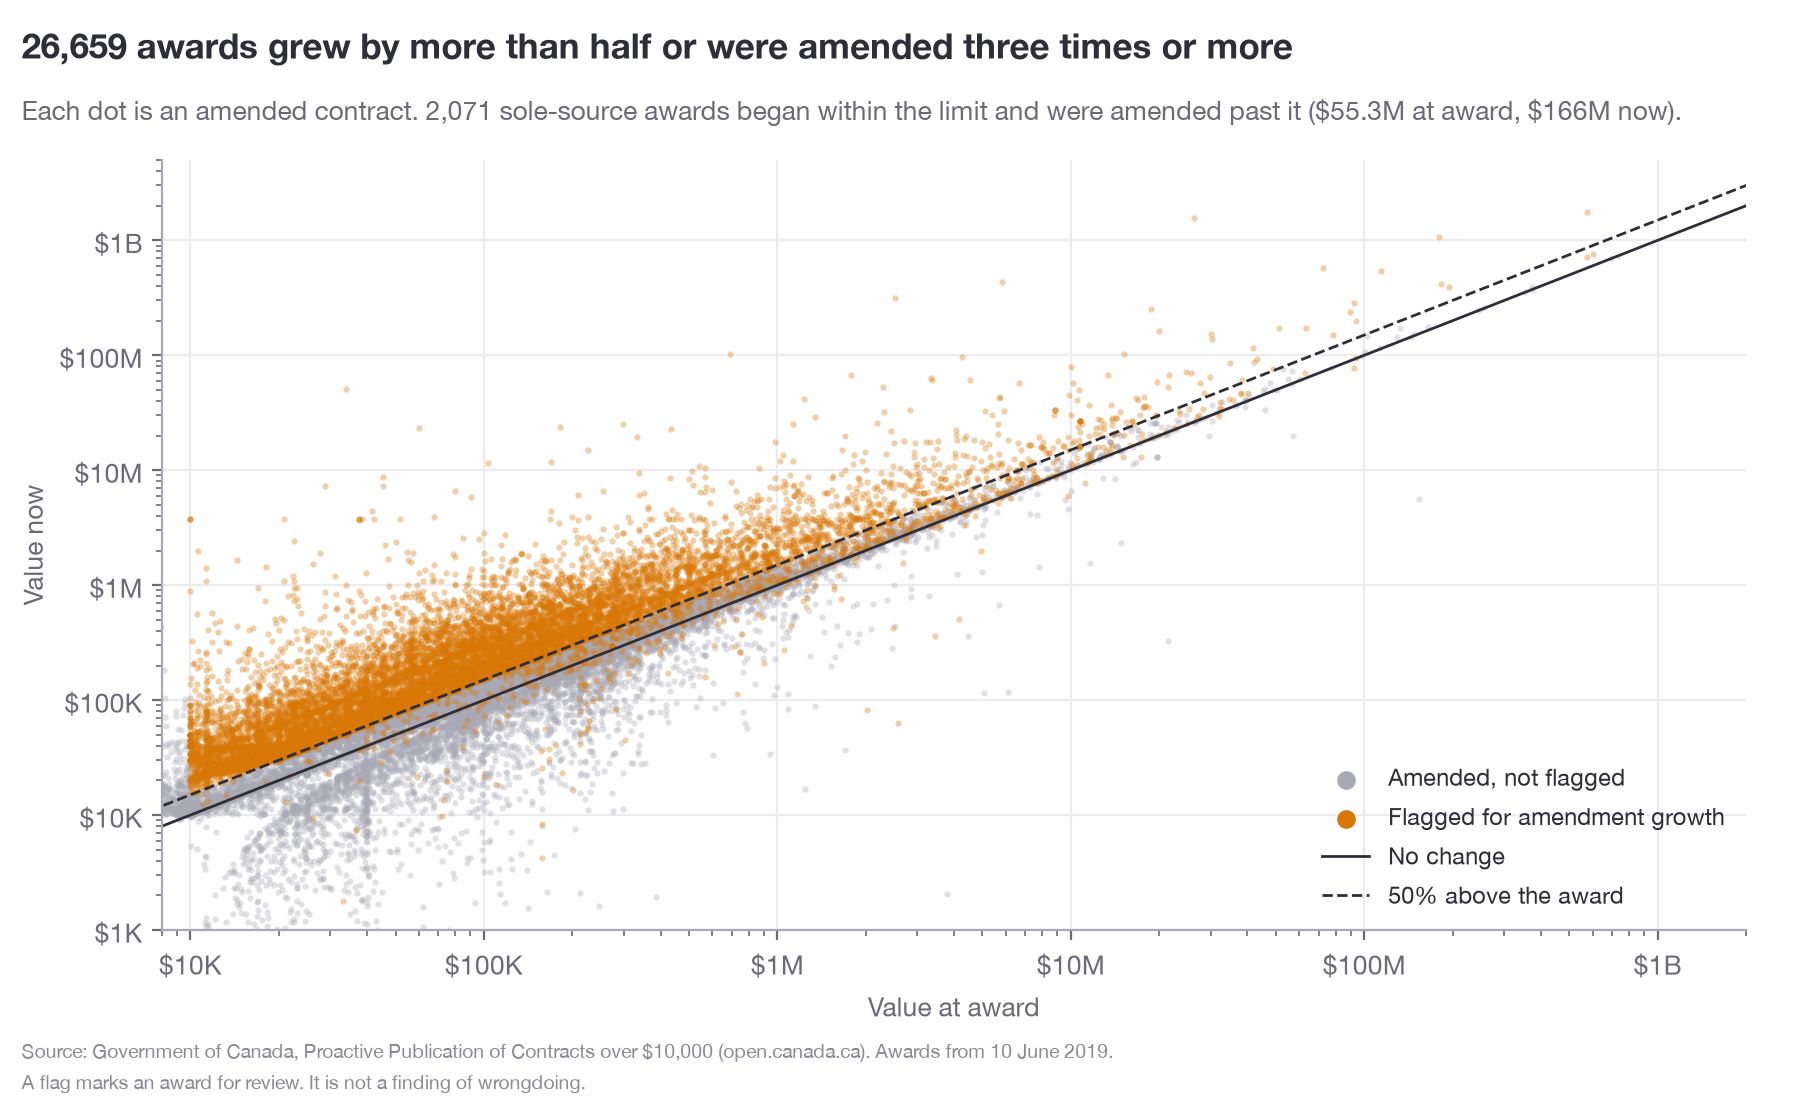 26,659 awards grew by more than half or were amended three times or more
Each dot is an amended contract. 2,071 sole-source awards began within the limit and were amended past it ($55.3M at award, $166M now).
$1B
$100M
$10M
$1M
$100K
$10K
$1K
Value now
Amended, not flagged
Flagged for amendment growth
No change
50% above the award
$10K $100K $1M $10M $100M $1B
Value at award
Source: Government of Canada, Proactive Publication of Contracts over $10,000 (open.canada.ca). Awards from 10 June 2019.
A flag marks an award for review. It is not a finding of wrongdoing.